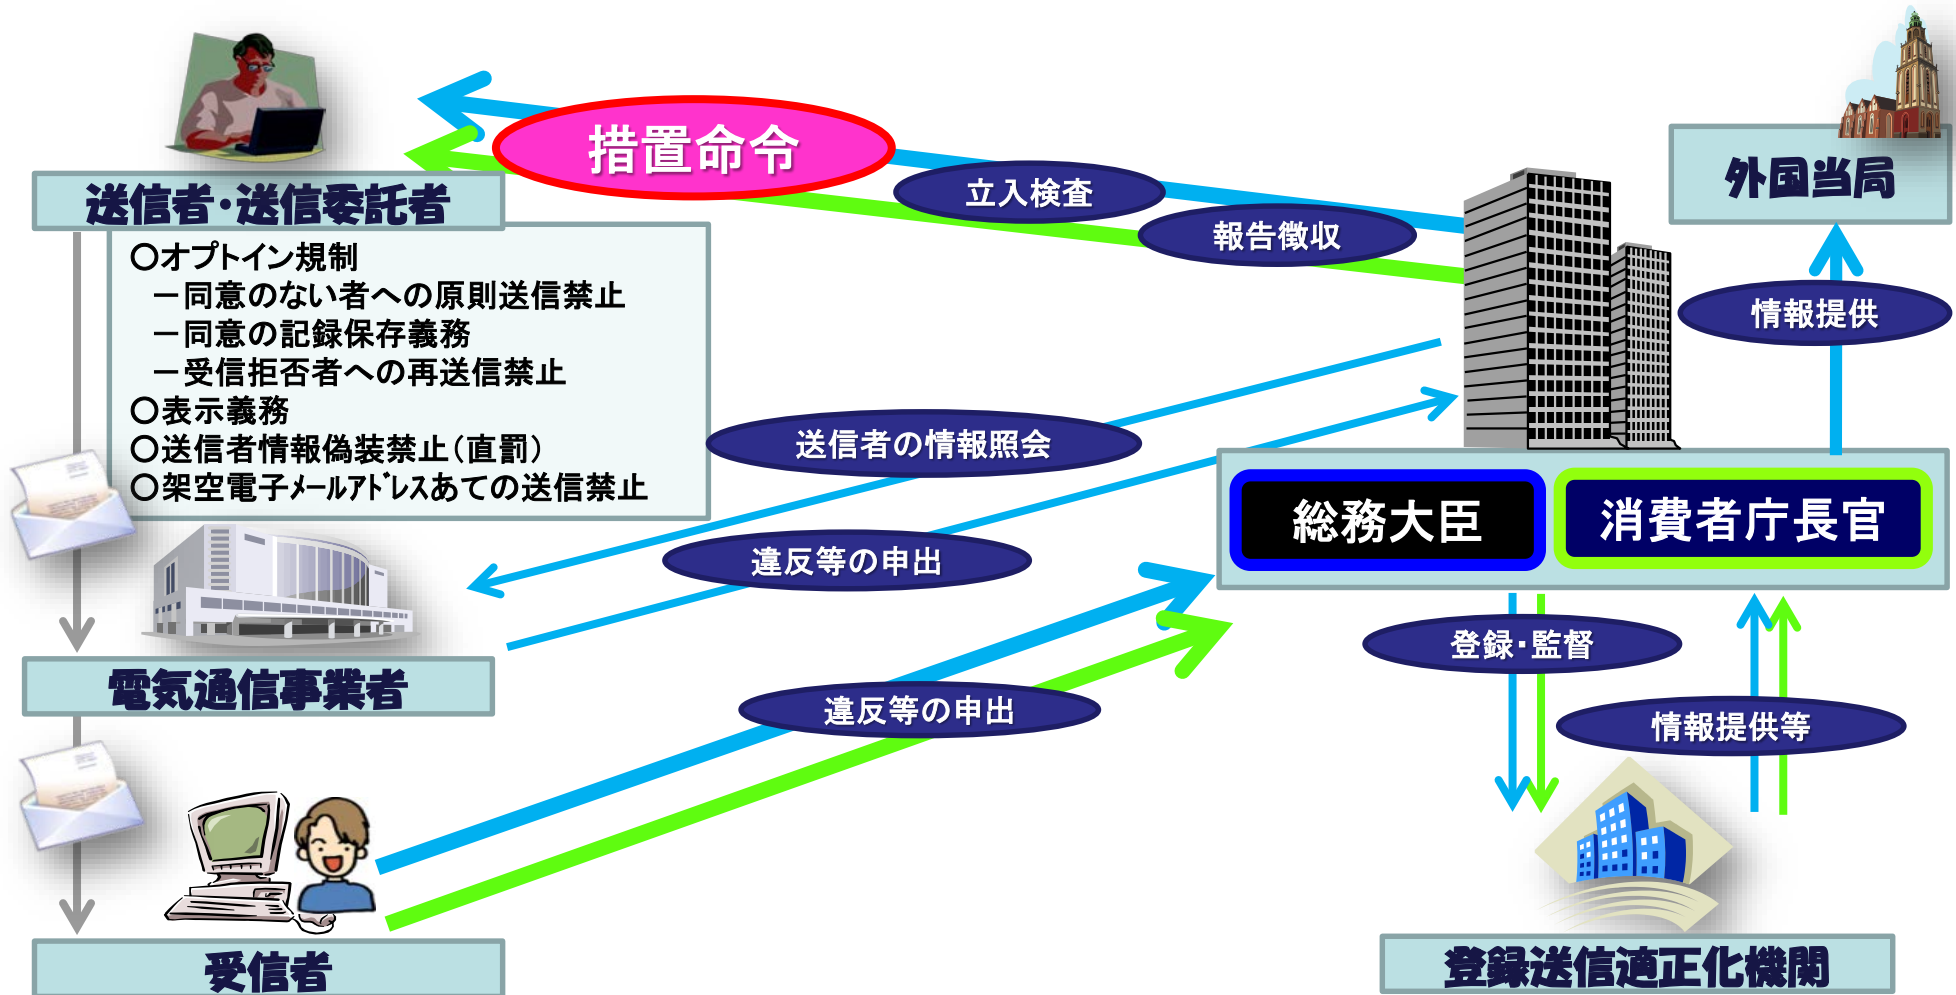 措置命令
立入検査
報告徴収
外国当局
情報提供
送信者・送信委託者
○オプトイン規制
－同意のない者への原則送信禁止
－同意の記録保存義務
－受信拒否者への再送信禁止
○表示義務
○送信者情報偽装禁止（直罰）
○架空電子ﾒｰﾙｱﾄﾞﾚｽあての送信禁止
送信者の情報照会
違反等の申出
総務大臣
消費者庁長官
電気通信事業者
違反等の申出
登録・監督
情報提供等
受信者
登録送信適正化機関